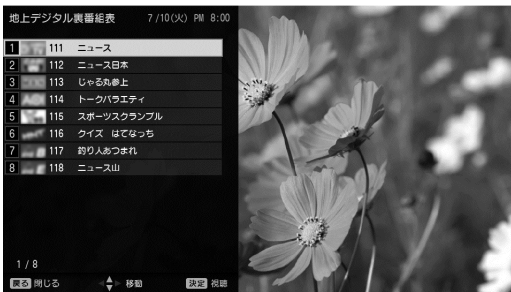 地上デジタル裏番組表 7/10(火) PM 8:00
1 111 ニュース
2 112 ニュース日本
3 113 じゃる丸参上
4 114 トークバラエティ
5 115 スポーツスクランブル
6 116 クイズ はてなっち
7 117 釣り人あつまれ
8 118 ニュース山
1 / 8
戻る 閉じる 移動 決定 視聴